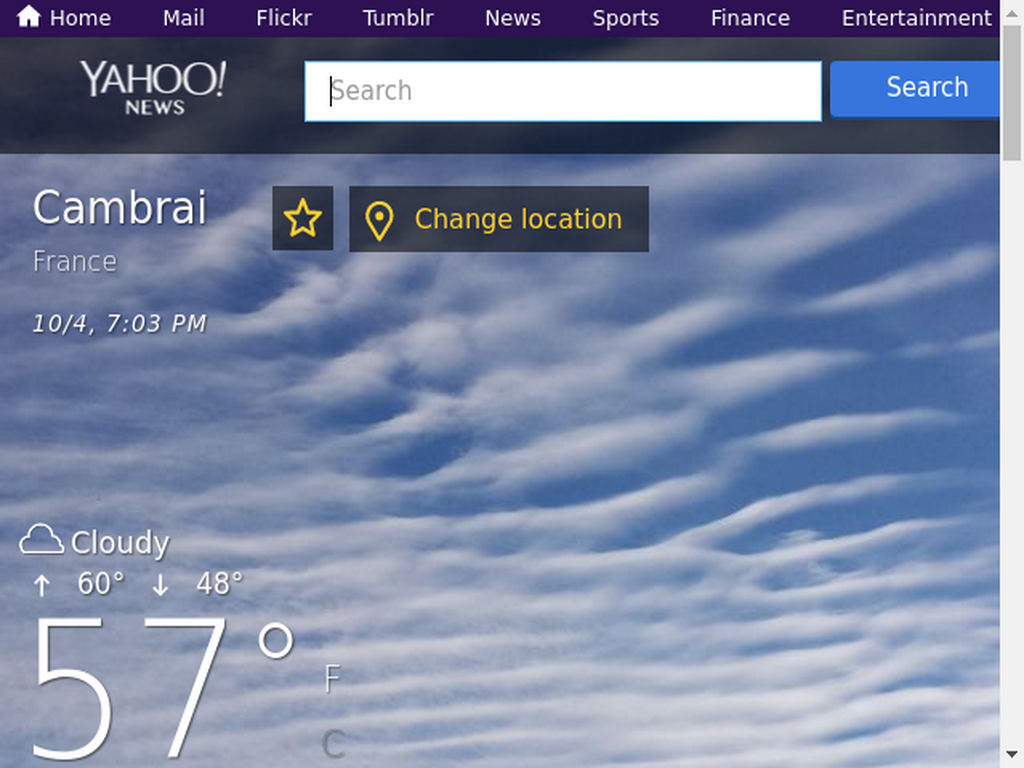 Home Mail Flickr Tumblr News Sports Finance Entertainment
YAHOO!
NEWS
Search
Search
Cambrai
Change location
France
10/4, 7:03 PM
Cloudy
↑ 60° ↓ 48°
57°
F
C